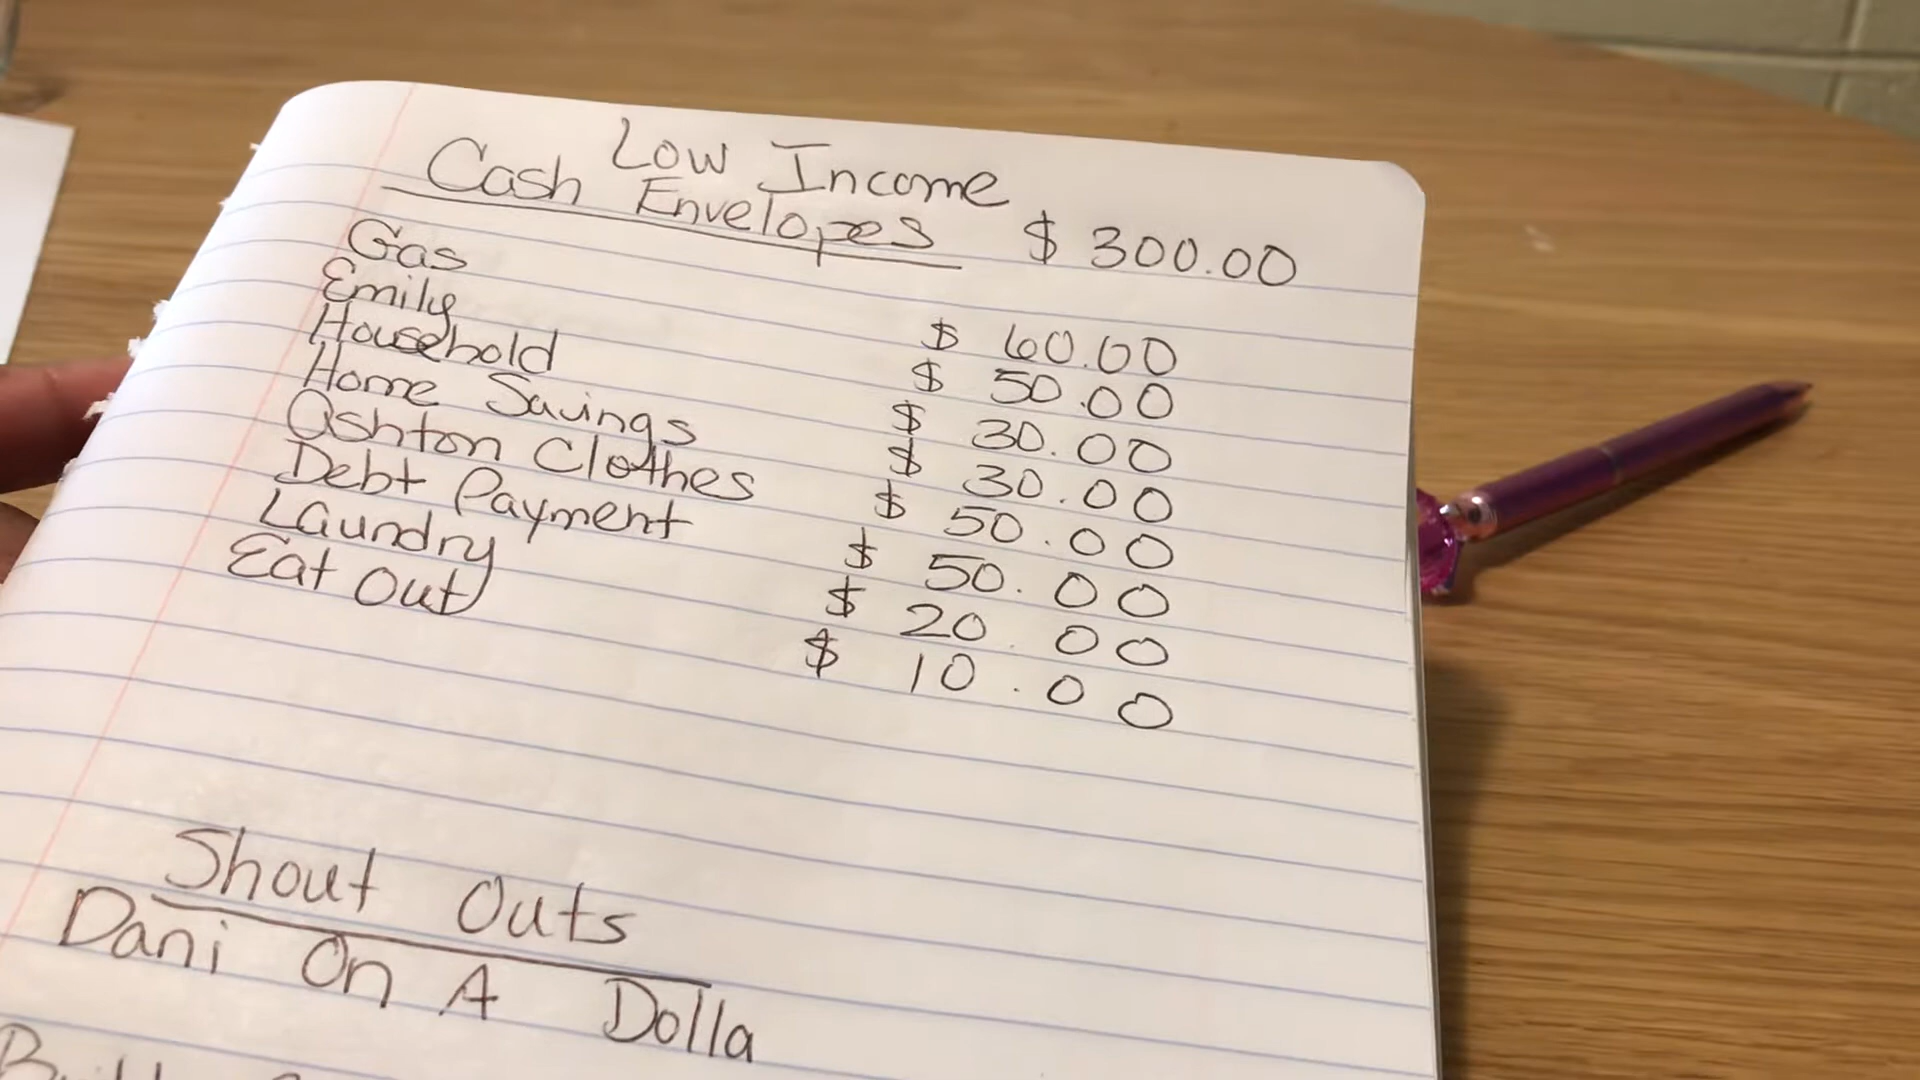 Low Income
Cash Envelopes $300.00
Gas $ 60.00
Emily $ 50.00
Household $ 30.00
Home Savings $ 30.00
Ashton Clothes $ 50.00
Debt Payment $ 50.00
Laundry $ 20.00
Eat Out $ 10.00
Shout Outs
Dani On A Dolla